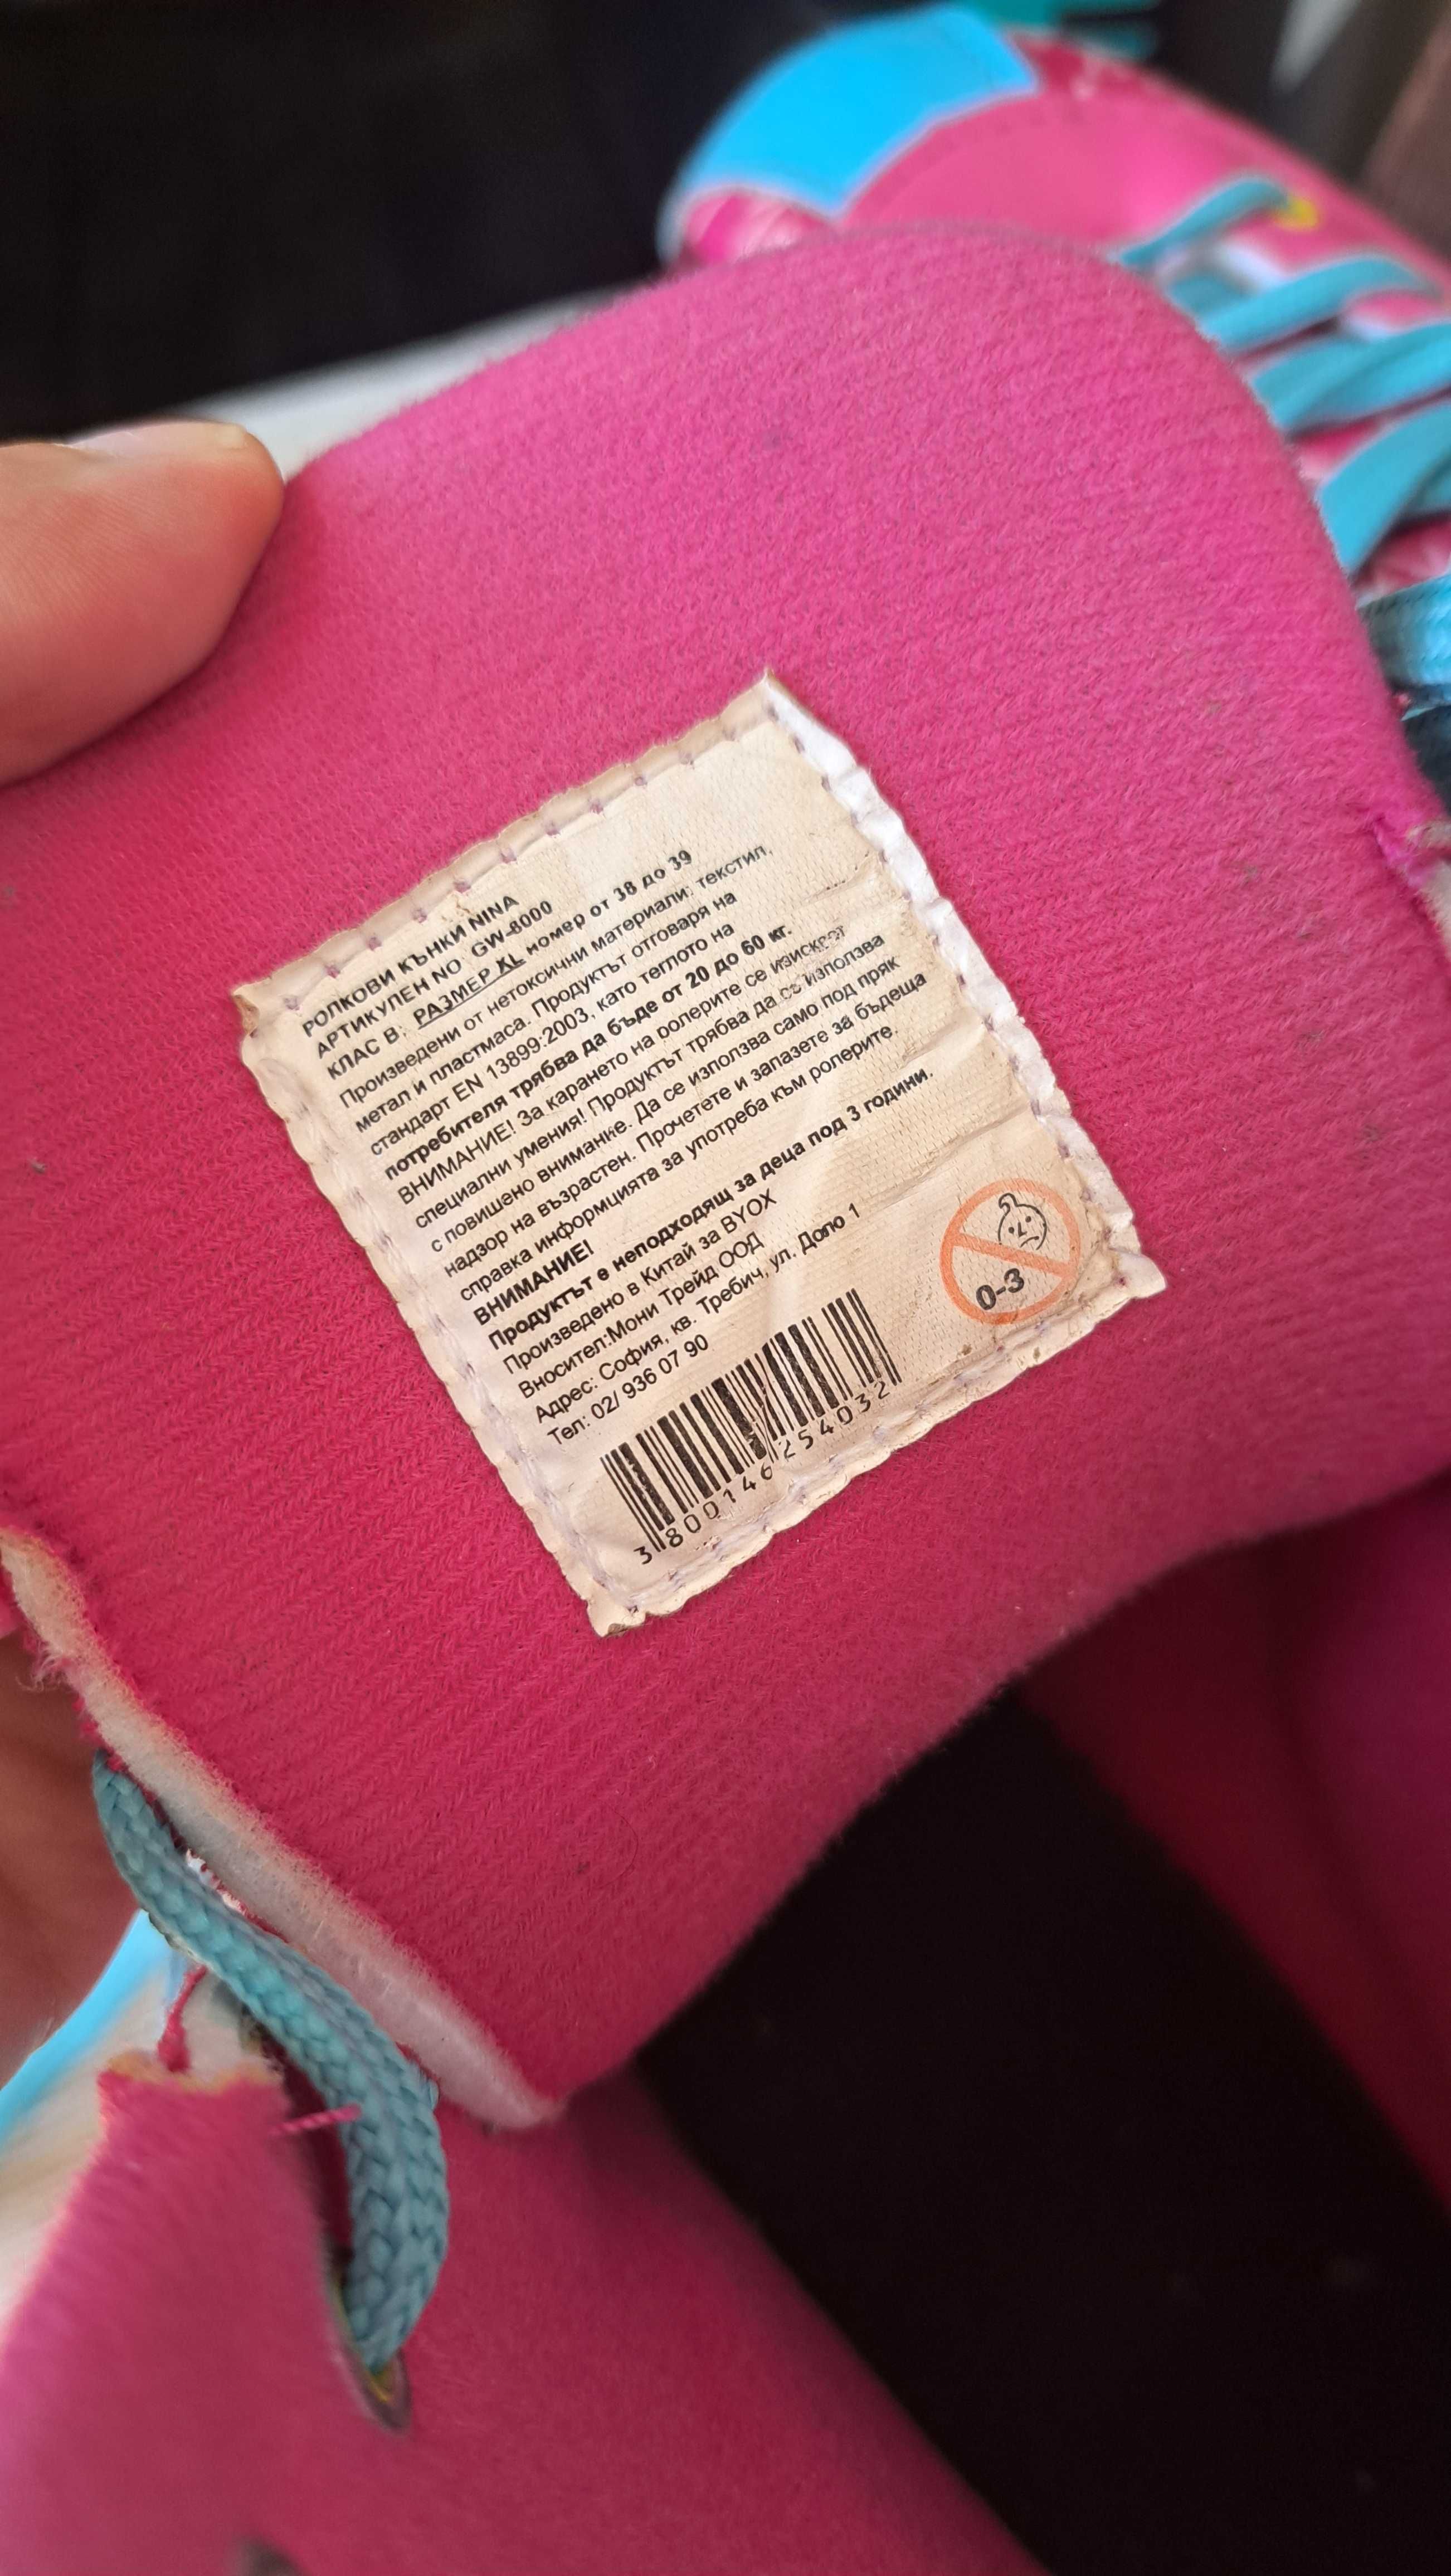 РОЛКОВИ КЪНКИ NINA
АРТИКУЛЕН NO GW-8000
КЛАС B: РАЗМЕР XL номер от 38 до 39
Произведени от нетоксични материали: текстил,
метал и пластмаса. Продуктът отговаря на
стандарт EN 13899:2003, като теглото на
потребителя трябва да бъде от 20 до 60 кг.
ВНИМАНИЕ! За карането на ролерите се изискват
специални умения! Продуктът трябва да се използва
с повишено внимание. Да се използва само под пряк
надзор на възрастен. Прочетете и запазете за бъдеща
справка информцията за употреба към ролерите.
ВНИМАНИЕ!
Продуктът е неподходящ за деца под 3 години.
Произведено в Китай за BYOX
Вносител:Мони Трейд ООД
Адрес: София, кв. Требич, ул. Доло 1
Тел: 02/ 936 07 90
3 800146 254032
0-3